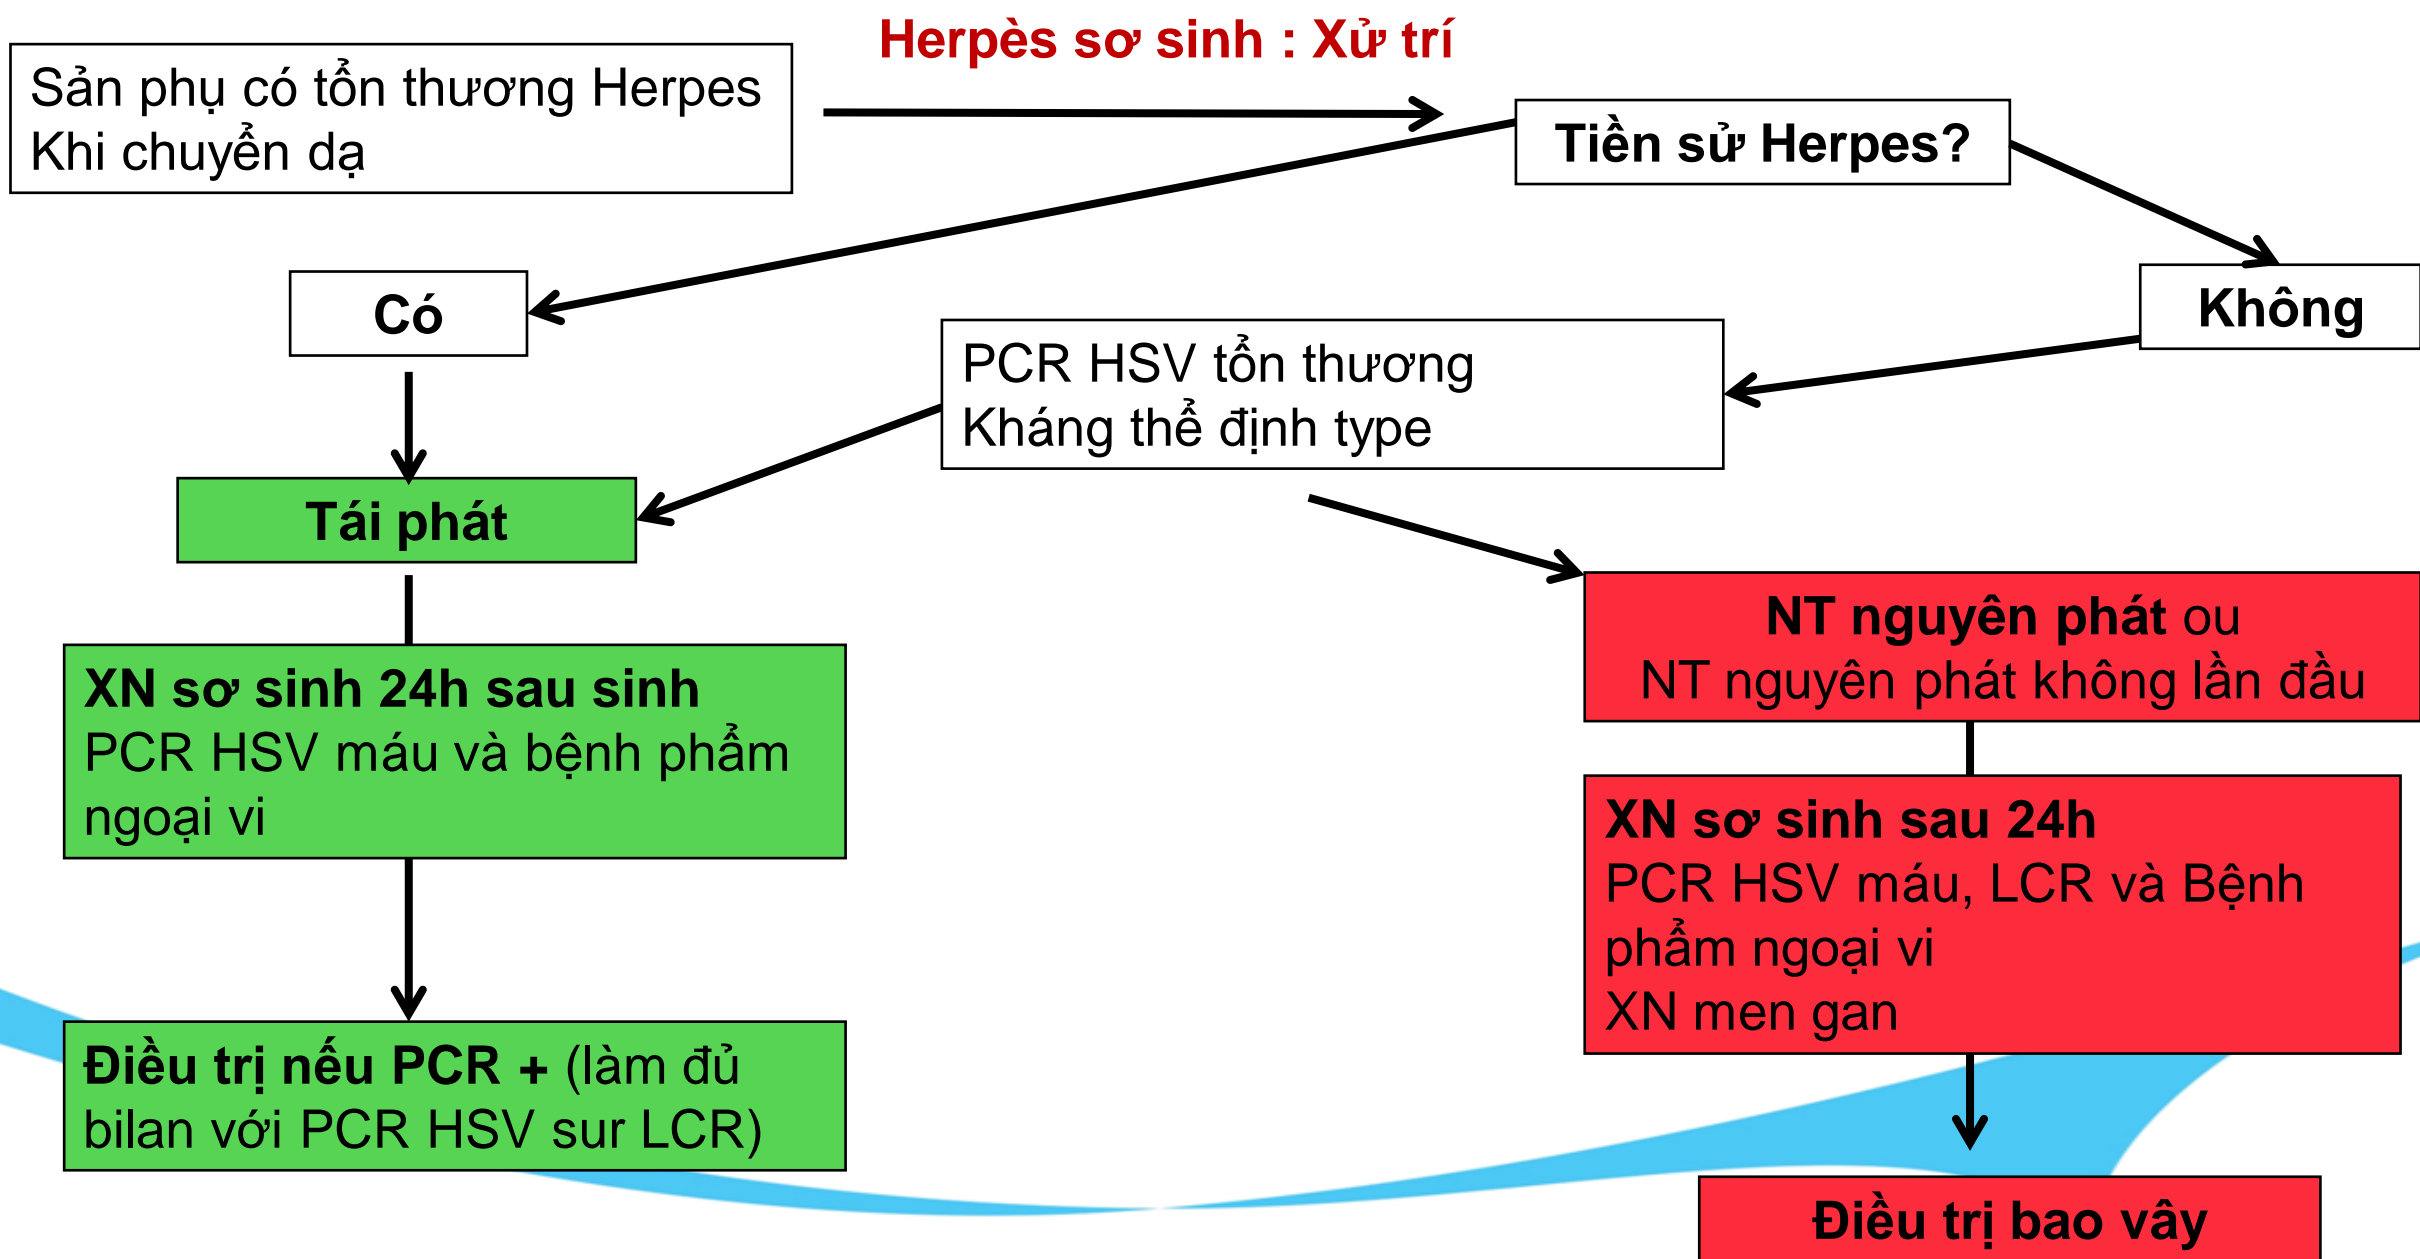 Herpès sơ sinh : Xử trí
Sản phụ có tổn thương Herpes
Khi chuyển dạ
Tiền sử Herpes?
Có
Không
PCR HSV tổn thương
Kháng thể định type
Tái phát
NT nguyên phát ou
NT nguyên phát không lần đầu
XN sơ sinh 24h sau sinh
PCR HSV máu và bệnh phẩm
ngoại vi
XN sơ sinh sau 24h
PCR HSV máu, LCR và Bệnh
phẩm ngoại vi
XN men gan
Điều trị nếu PCR + (làm đủ
bilan với PCR HSV sur LCR)
Điều trị bao vây